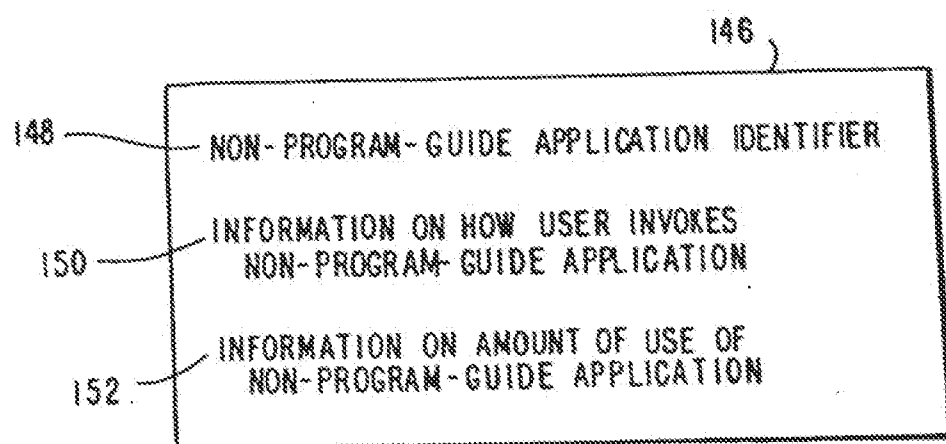 146
148
NON-PROGRAM-GUIDE APPLICATION IDENTIFIER
INFORMATION ON HOW USER INVOKES
150
NON-PROGRAM-GUIDE APPLICATION
INFORMATION ON AMOUNT OF USE OF
152
NON-PROGRAM-GUIDE APPLICATION